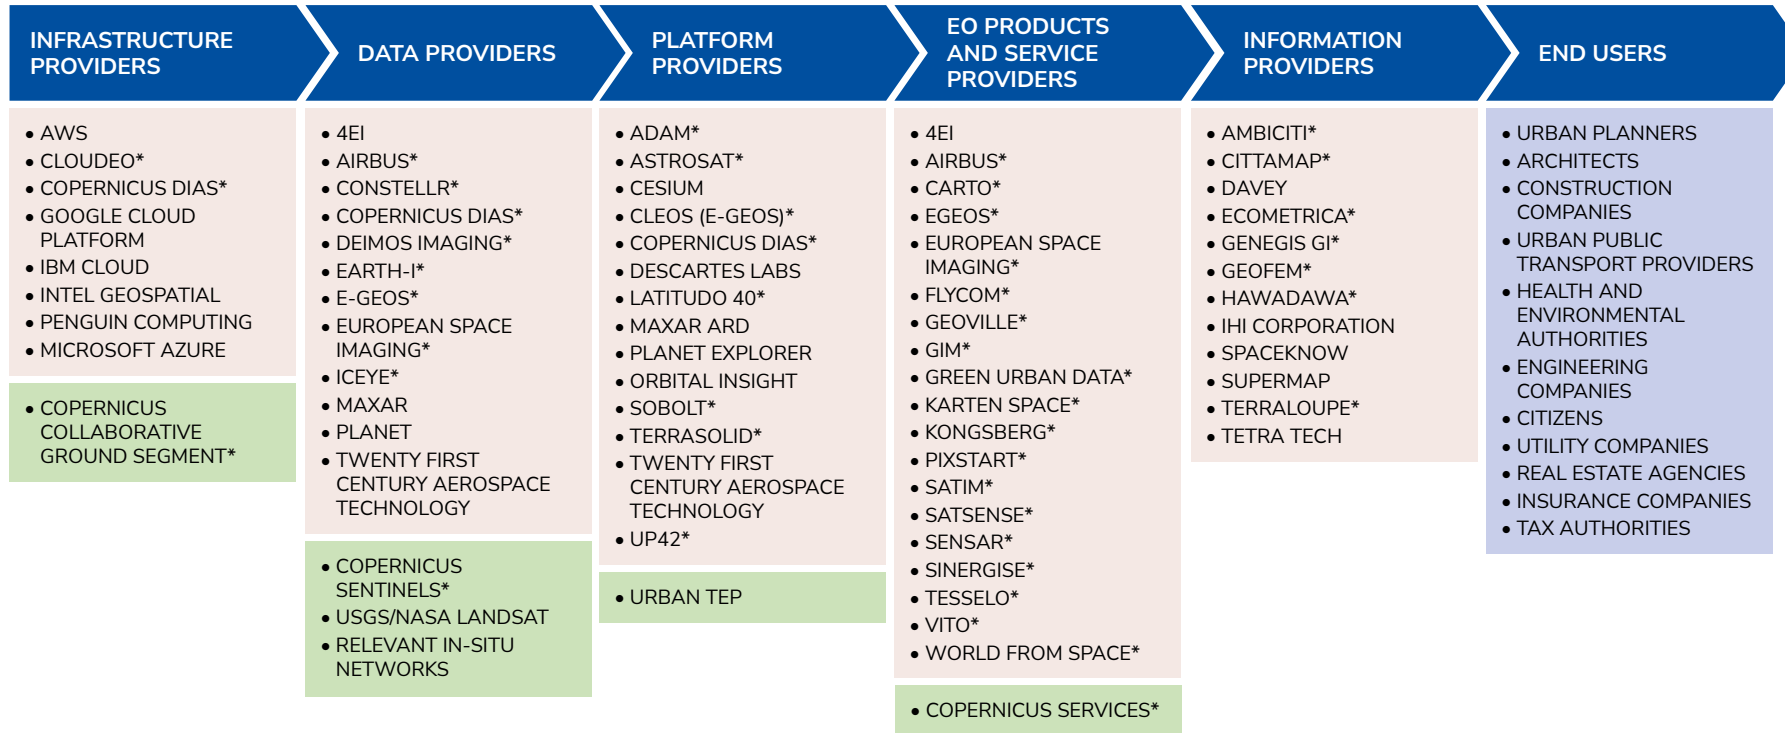 INFRASTRUCTURE
PROVIDERS
DATA PROVIDERS
PLATFORM
PROVIDERS
EO PRODUCTS
AND SERVICE
PROVIDERS
INFORMATION
PROVIDERS
END USERS
• AWS
• CLOUDEO*
• COPERNICUS DIAS*
• GOOGLE CLOUD
PLATFORM
• IBM CLOUD
• INTEL GEOSPATIAL
• PENGUIN COMPUTING
• MICROSOFT AZURE
• COPERNICUS
COLLABORATIVE
GROUND SEGMENT*
• 4EI
• AIRBUS*
• CONSTELLR*
• COPERNICUS DIAS*
• DEIMOS IMAGING*
• EARTH-I*
• E-GEOS*
• EUROPEAN SPACE
IMAGING*
• ICEYE*
• MAXAR
• PLANET
• TWENTY FIRST
CENTURY AEROSPACE
TECHNOLOGY
• COPERNICUS
SENTINELS*
• USGS/NASA LANDSAT
• RELEVANT IN-SITU
NETWORKS
• ADAM*
• ASTROSAT*
• CESIUM
• CLEOS (E-GEOS)*
• COPERNICUS DIAS*
• DESCARTES LABS
• LATITUDO 40*
• MAXAR ARD
• PLANET EXPLORER
• ORBITAL INSIGHT
• SOBOLT*
• TERRASOLID*
• TWENTY FIRST
CENTURY AEROSPACE
TECHNOLOGY
• UP42*
• URBAN TEP
• 4EI
• AIRBUS*
• CARTO*
• EGEOS*
• EUROPEAN SPACE
IMAGING*
• FLYCOM*
• GEOVILLE*
• GIM*
• GREEN URBAN DATA*
• KARTEN SPACE*
• KONGSBERG*
• PIXSTART*
• SATIM*
• SATSENSE*
• SENSAR*
• SINERGISE*
• TESSELO*
• VITO*
• WORLD FROM SPACE*
• COPERNICUS SERVICES*
• AMBICITI*
• CITTAMAP*
• DAVEY
• ECOMETRICA*
• GENEGIS GI*
• GEOFEM*
• HAWADAWA*
• IHI CORPORATION
• SPACEKNOW
• SUPERMAP
• TERRALOUPE*
• TETRA TECH
• URBAN PLANNERS
• ARCHITECTS
• CONSTRUCTION
COMPANIES
• URBAN PUBLIC
TRANSPORT PROVIDERS
• HEALTH AND
ENVIRONMENTAL
AUTHORITIES
• ENGINEERING
COMPANIES
• CITIZENS
• UTILITY COMPANIES
• REAL ESTATE AGENCIES
• INSURANCE COMPANIES
• TAX AUTHORITIES